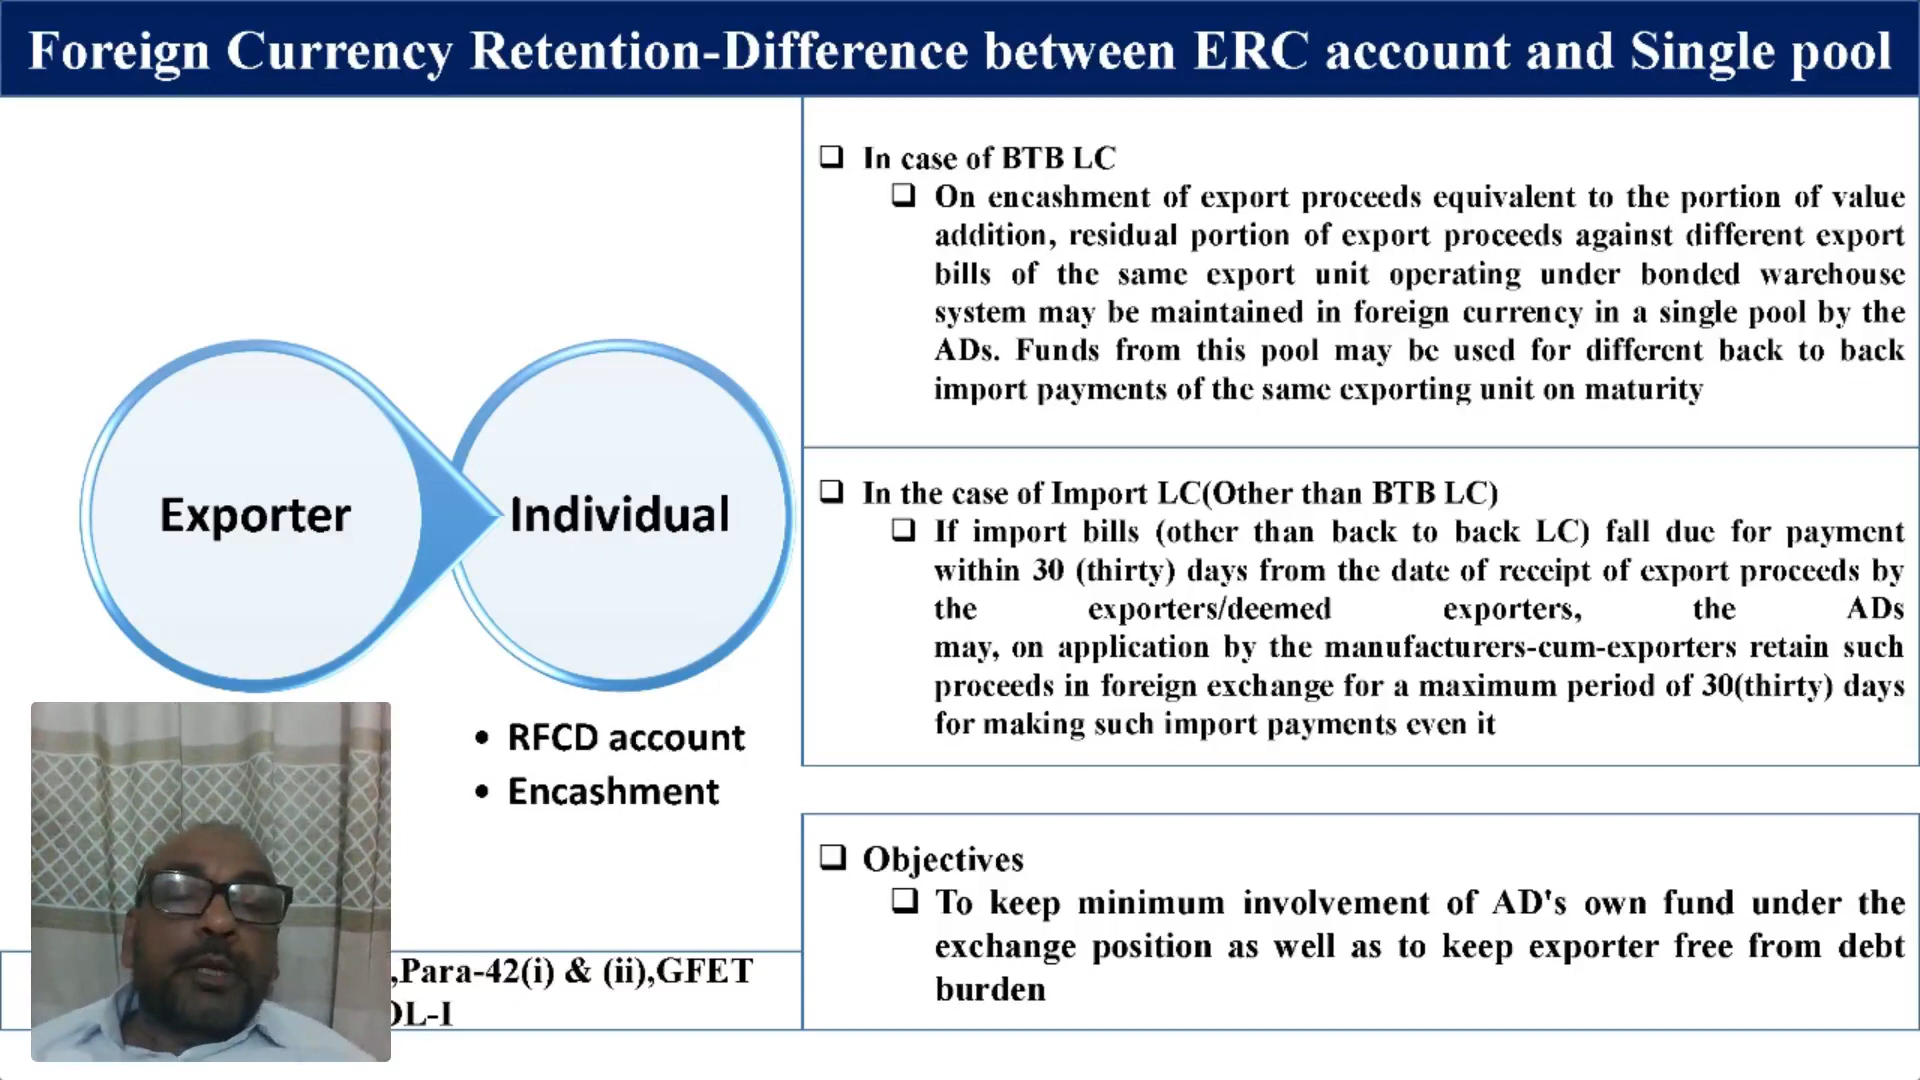 Foreign Currency Retention-Difference between ERC account and Single pool
Exporter
Individual
• RFCD account
• Encashment
,Para-42(i) & (ii),GFET
OL-I
❑ In case of BTB LC
❑ On encashment of export proceeds equivalent to the portion of value
addition, residual portion of export proceeds against different export
bills of the same export unit operating under bonded warehouse
system may be maintained in foreign currency in a single pool by the
ADs. Funds from this pool may be used for different back to back
import payments of the same exporting unit on maturity
❑ In the case of Import LC(Other than BTB LC)
❑ If import bills (other than back to back LC) fall due for payment
within 30 (thirty) days from the date of receipt of export proceeds by
the exporters/deemed exporters, the ADs
may, on application by the manufacturers-cum-exporters retain such
proceeds in foreign exchange for a maximum period of 30(thirty) days
for making such import payments even it
❑ Objectives
❑ To keep minimum involvement of AD's own fund under the
exchange position as well as to keep exporter free from debt
burden